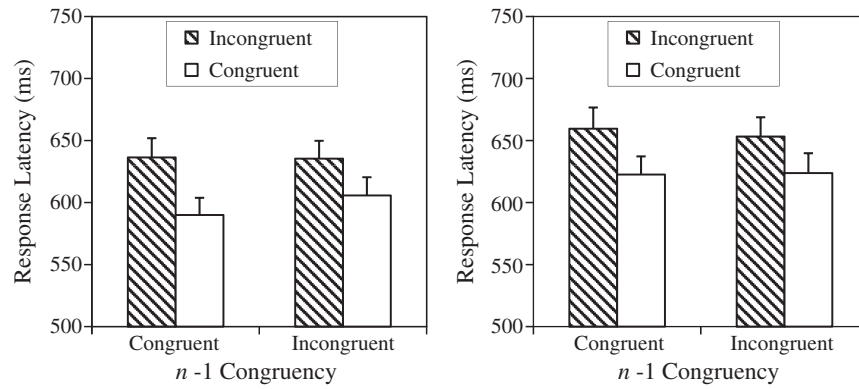 750
700
650
600
550
500
Response Latency (ms)
Incongruent
Congruent
Congruent
Incongruent
n -1 Congruency
750
700
650
600
550
500
Response Latency (ms)
Incongruent
Congruent
Congruent
Incongruent
n -1 Congruency